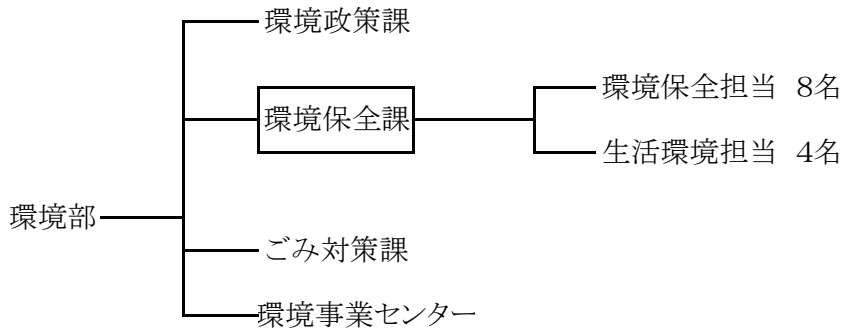 環境政策課
環境保全担当 8名
環境保全課
生活環境担当 4名
環境部
ごみ対策課
環境事業センター